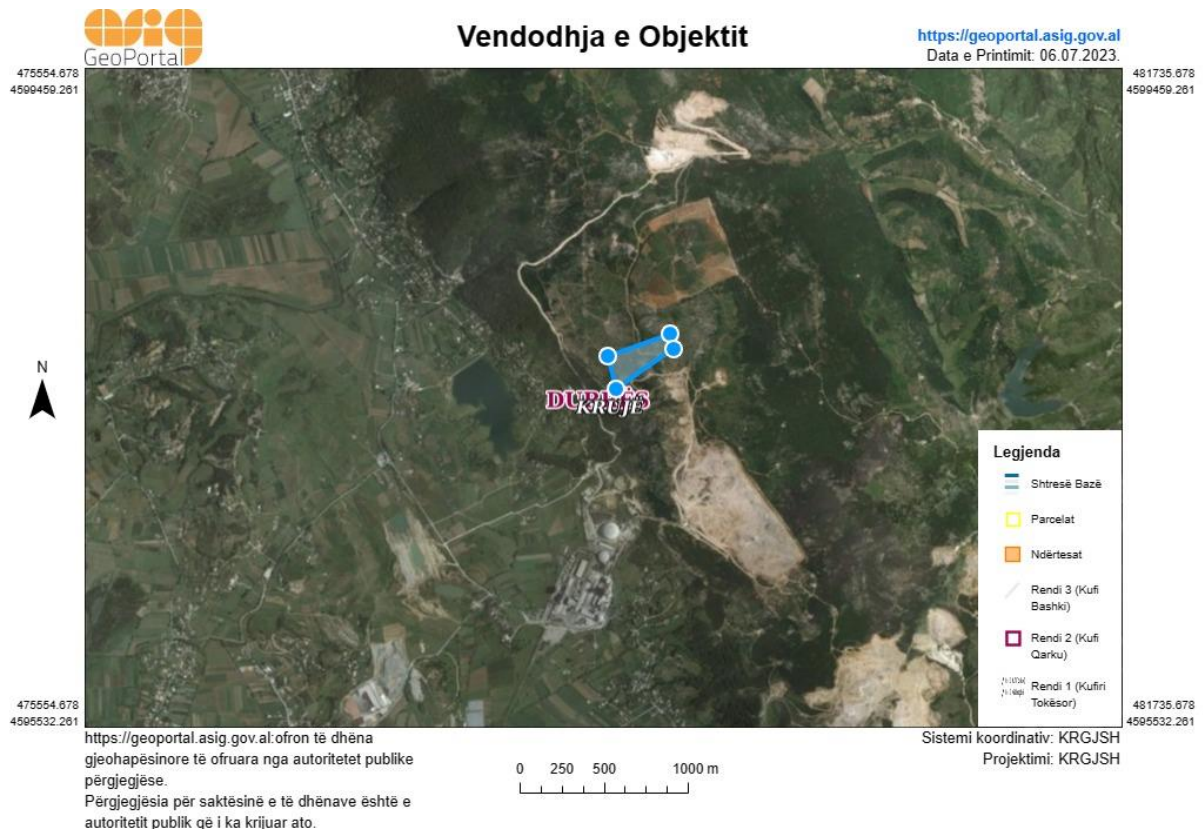 asig
GeoPortal
Vendodhja e Objektit
https://geoportal.asig.gov.al
Data e Printimit: 06.07.2023.
475554.678
4599459.261
481735.678
4599459.261
N
DURRËS
KRUJË
Legjenda
Shtresë Bazë
Parcelat
Ndërtesat
Rendi 3 (Kufi
Bashki)
Rendi 2 (Kufi
Qarku)
Rendi 1 (Kufiri
Tokësor)
475554.678
4595532.261
481735.678
4595532.261
https://geoportal.asig.gov.al:ofron të dhëna
gjeohapësinore të ofruara nga autoritetet publike
përgjegjëse.
Përgjegjësia për saktësinë e të dhënave është e
autoritetit publik që i ka krijuar ato.
0 250 500 1000 m
Sistemi koordinativ: KRGJSH
Projektimi: KRGJSH